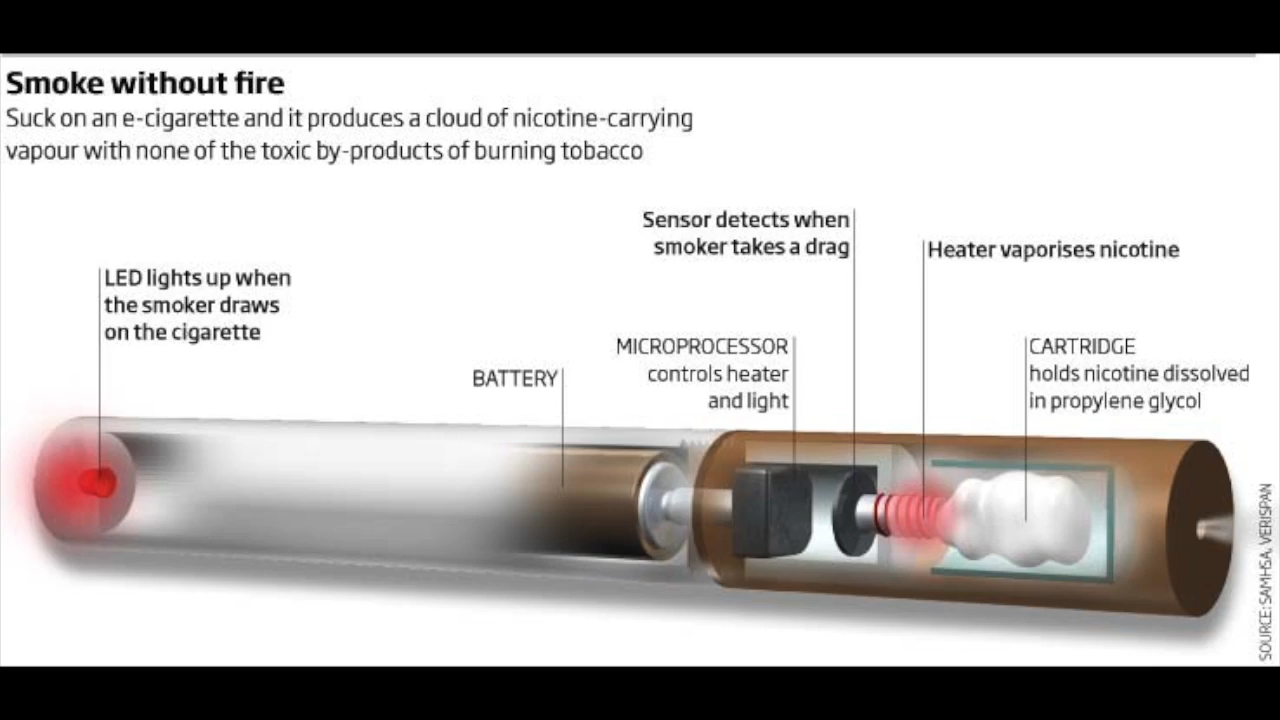 Smoke without fire
Suck on an e-cigarette and it produces a cloud of nicotine-carrying
vapour with none of the toxic by-products of burning tobacco
Sensor detects when
smoker takes a drag
Heater vaporises nicotine
LED lights up when
the smoker draws
on the cigarette
BATTERY
MICROPROCESSOR
controls heater
and light
CARTRIDGE
holds nicotine dissolved
in propylene glycol
SOURCE: SAMHSA, VERISPAN